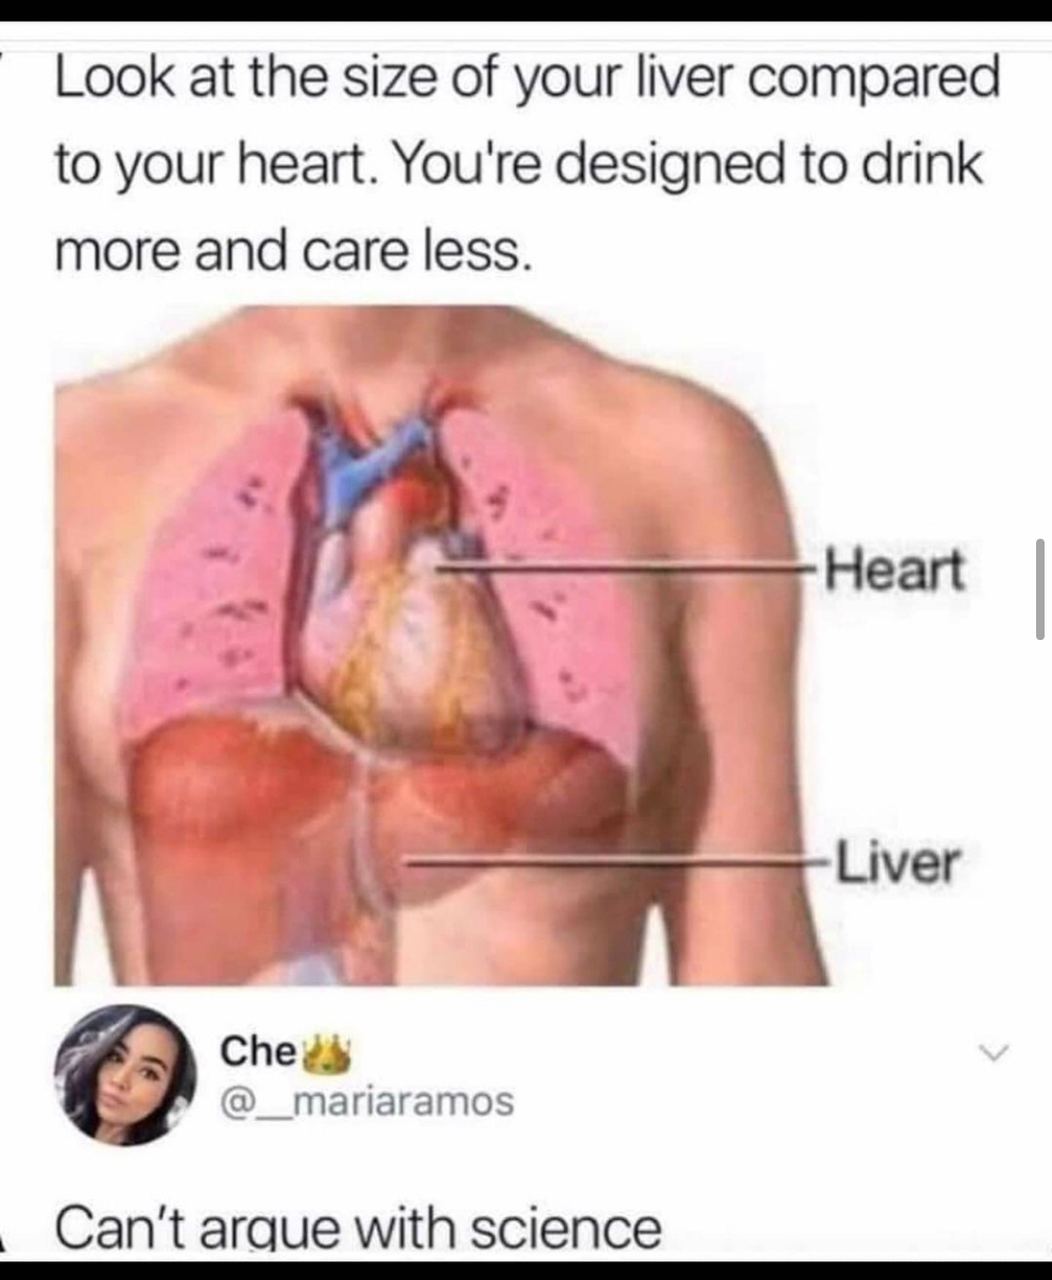 Look at the size of your liver compared
to your heart. You're designed to drink
more and care less.
Heart
Liver
Che👑
@__mariaramos
Can't argue with science